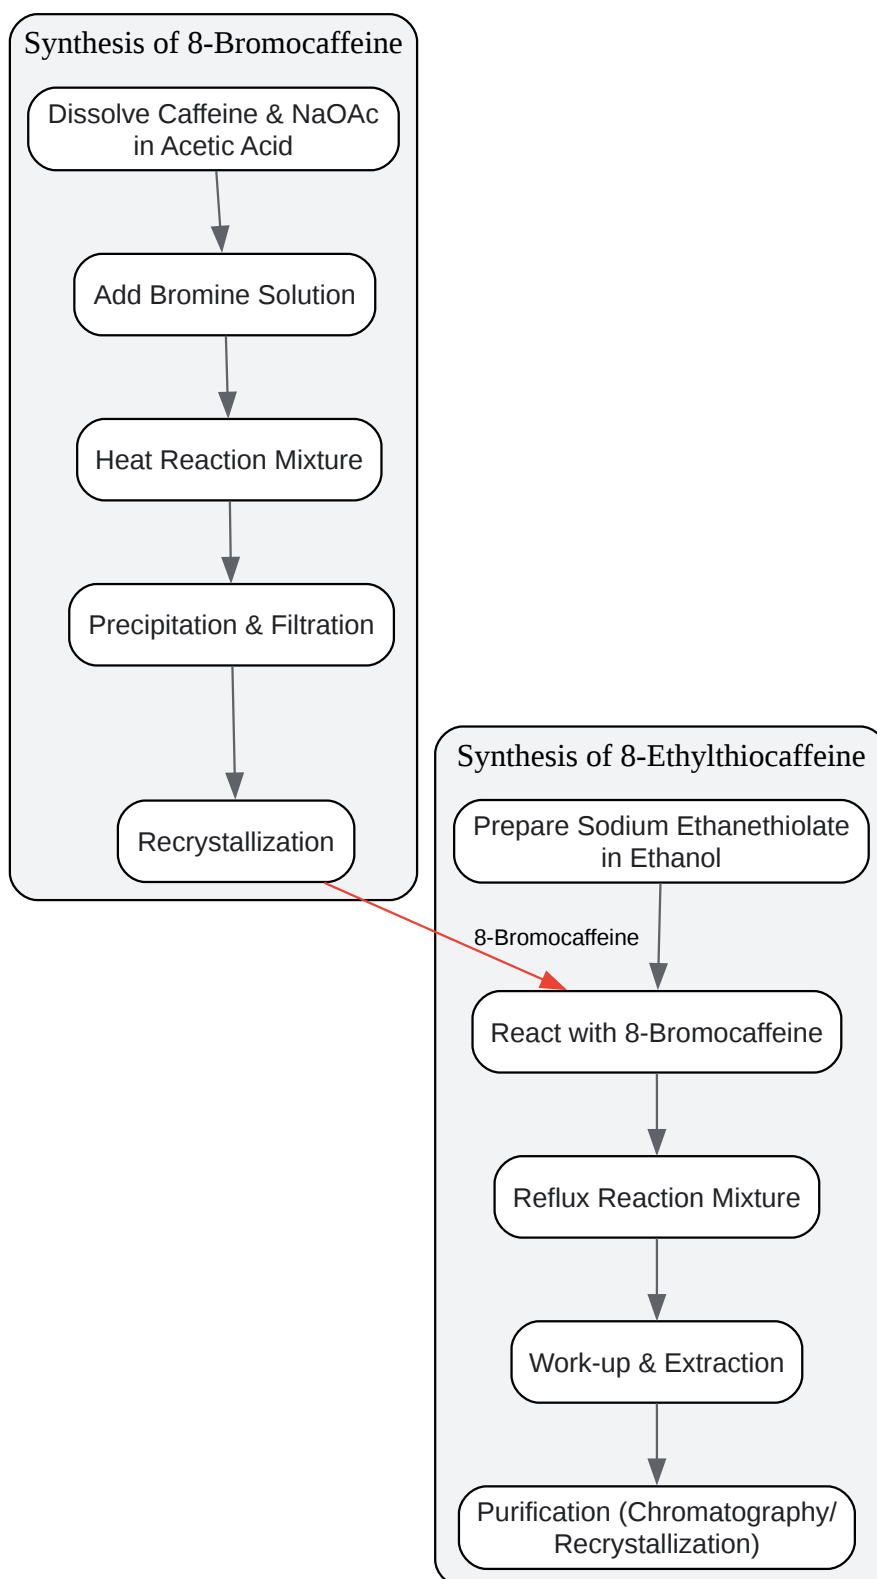 Synthesis of 8-Bromocaffeine
Dissolve Caffeine & NaOAc
in Acetic Acid
Add Bromine Solution
Heat Reaction Mixture
Precipitation & Filtration
Recrystallization
Synthesis of 8-Ethylthiocaffeine
Prepare Sodium Ethanethiolate
in Ethanol
8-Bromocaffeine
React with 8-Bromocaffeine
Reflux Reaction Mixture
Work-up & Extraction
Purification (Chromatography/
Recrystallization)